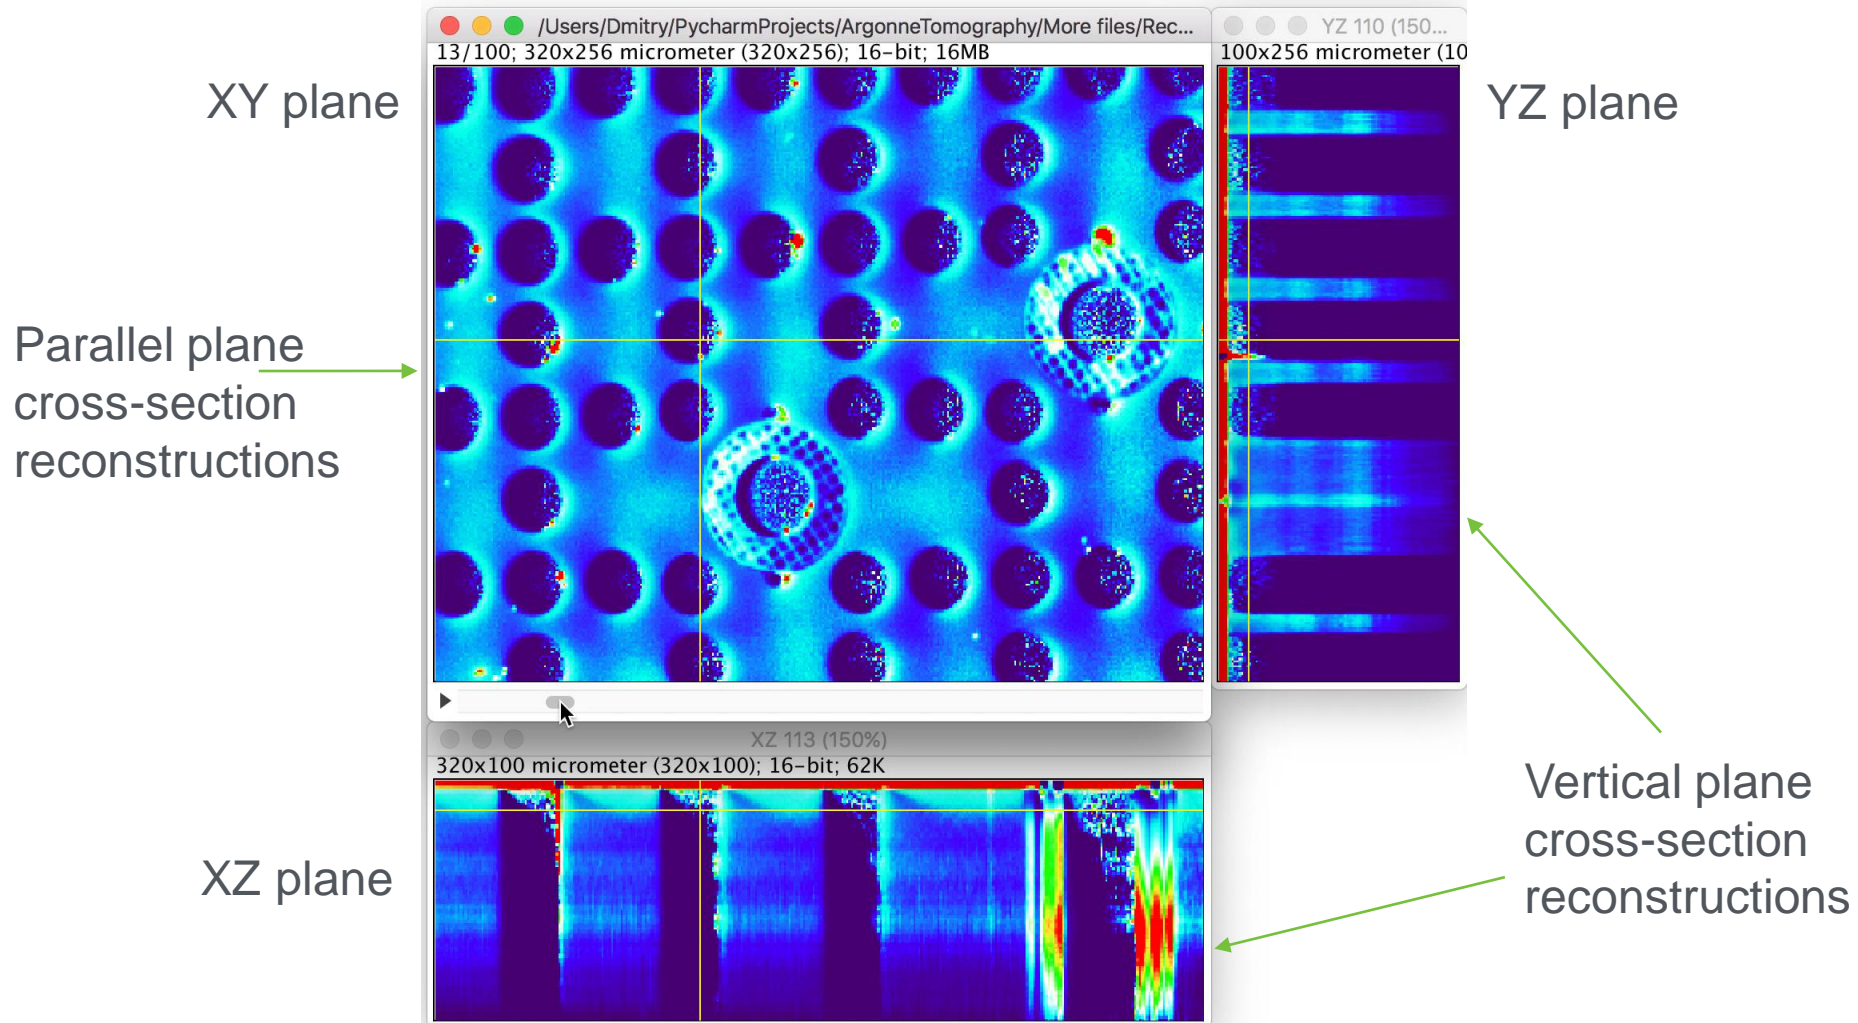 /Users/Dmitry/PycharmProjects/ArgonneTomography/More files/Rec...
13/100; 320x256 micrometer (320x256); 16-bit; 16MB
YZ 110 (150...
100x256 micrometer (10
XY plane
YZ plane
Parallel plane
cross-section
reconstructions
XZ 113 (150%)
320x100 micrometer (320x100); 16-bit; 62K
XZ plane
Vertical plane
cross-section
reconstructions